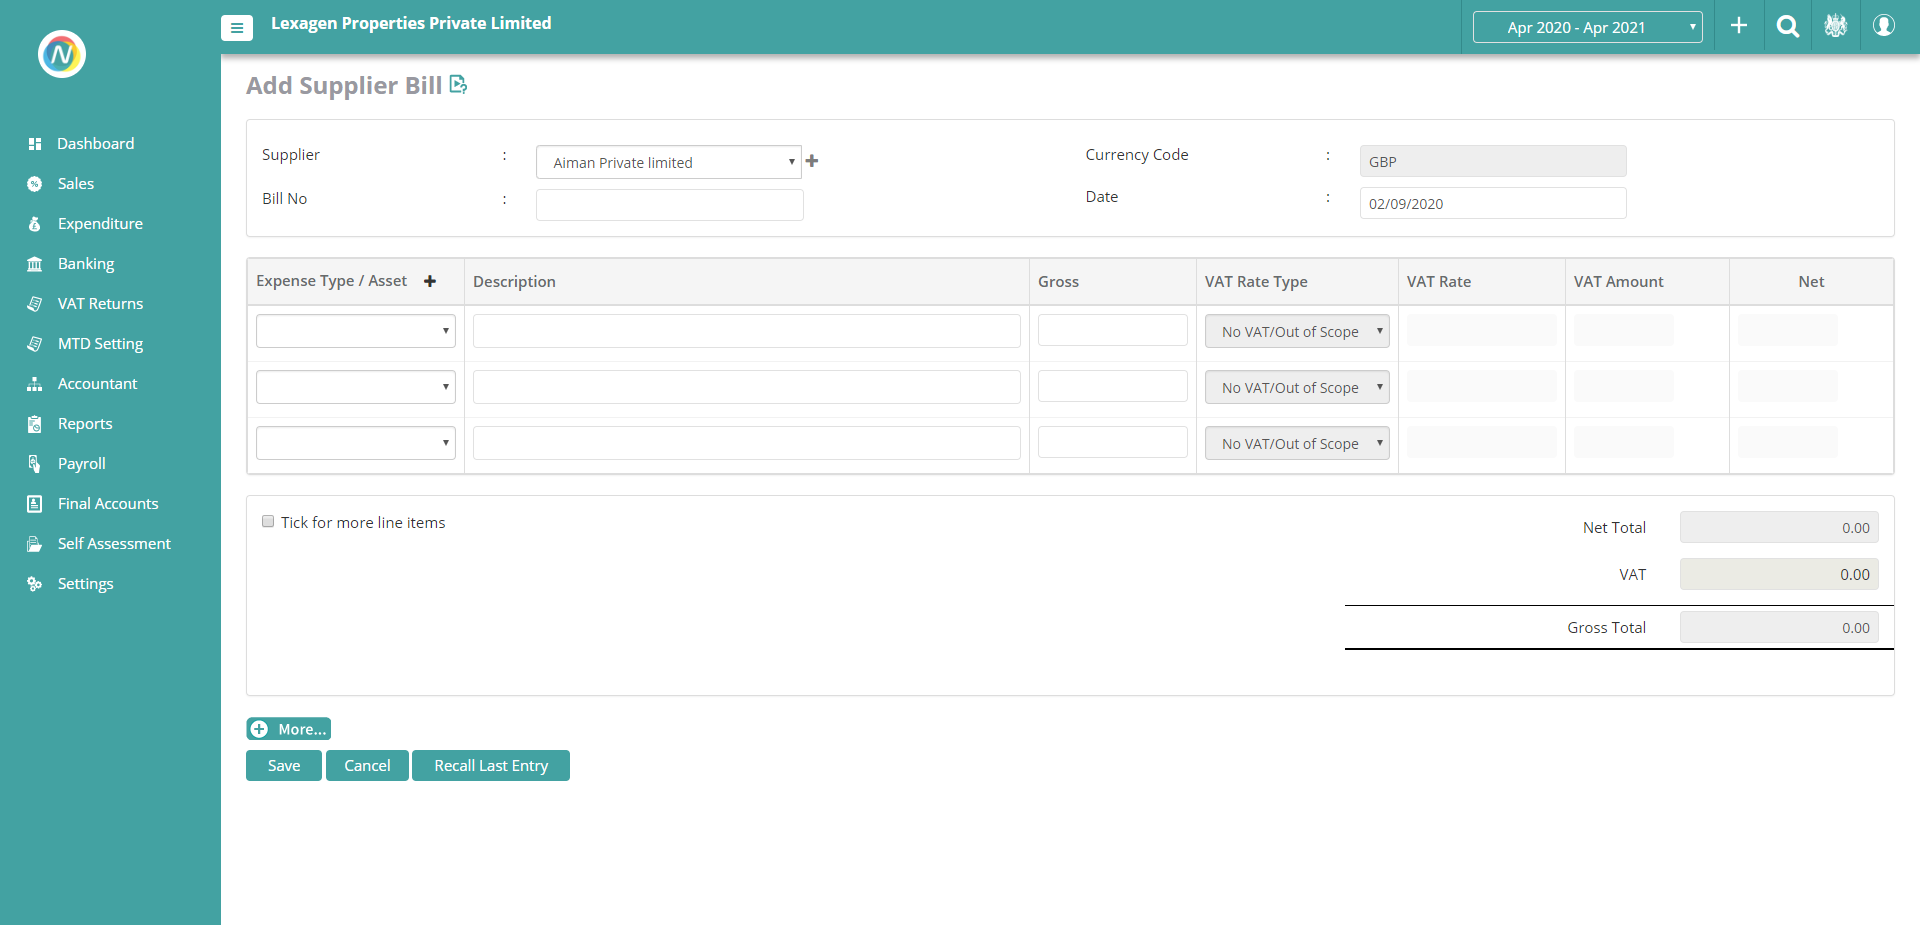 Lexagen Properties Private Limited
Apr 2020 - Apr 2021
N
Dashboard
Sales
Expenditure
Banking
VAT Returns
MTD Setting
Accountant
Reports
Payroll
Final Accounts
Self Assessment
Settings
Add Supplier Bill
Supplier : Aiman Private limited
Currency Code : GBP
Bill No :
Date : 02/09/2020
Expense Type / Asset Description Gross VAT Rate Type VAT Rate VAT Amount Net
No VAT/Out of Scope
No VAT/Out of Scope
No VAT/Out of Scope
Tick for more line items
Net Total 0.00
VAT 0.00
Gross Total 0.00
More...
Save Cancel Recall Last Entry